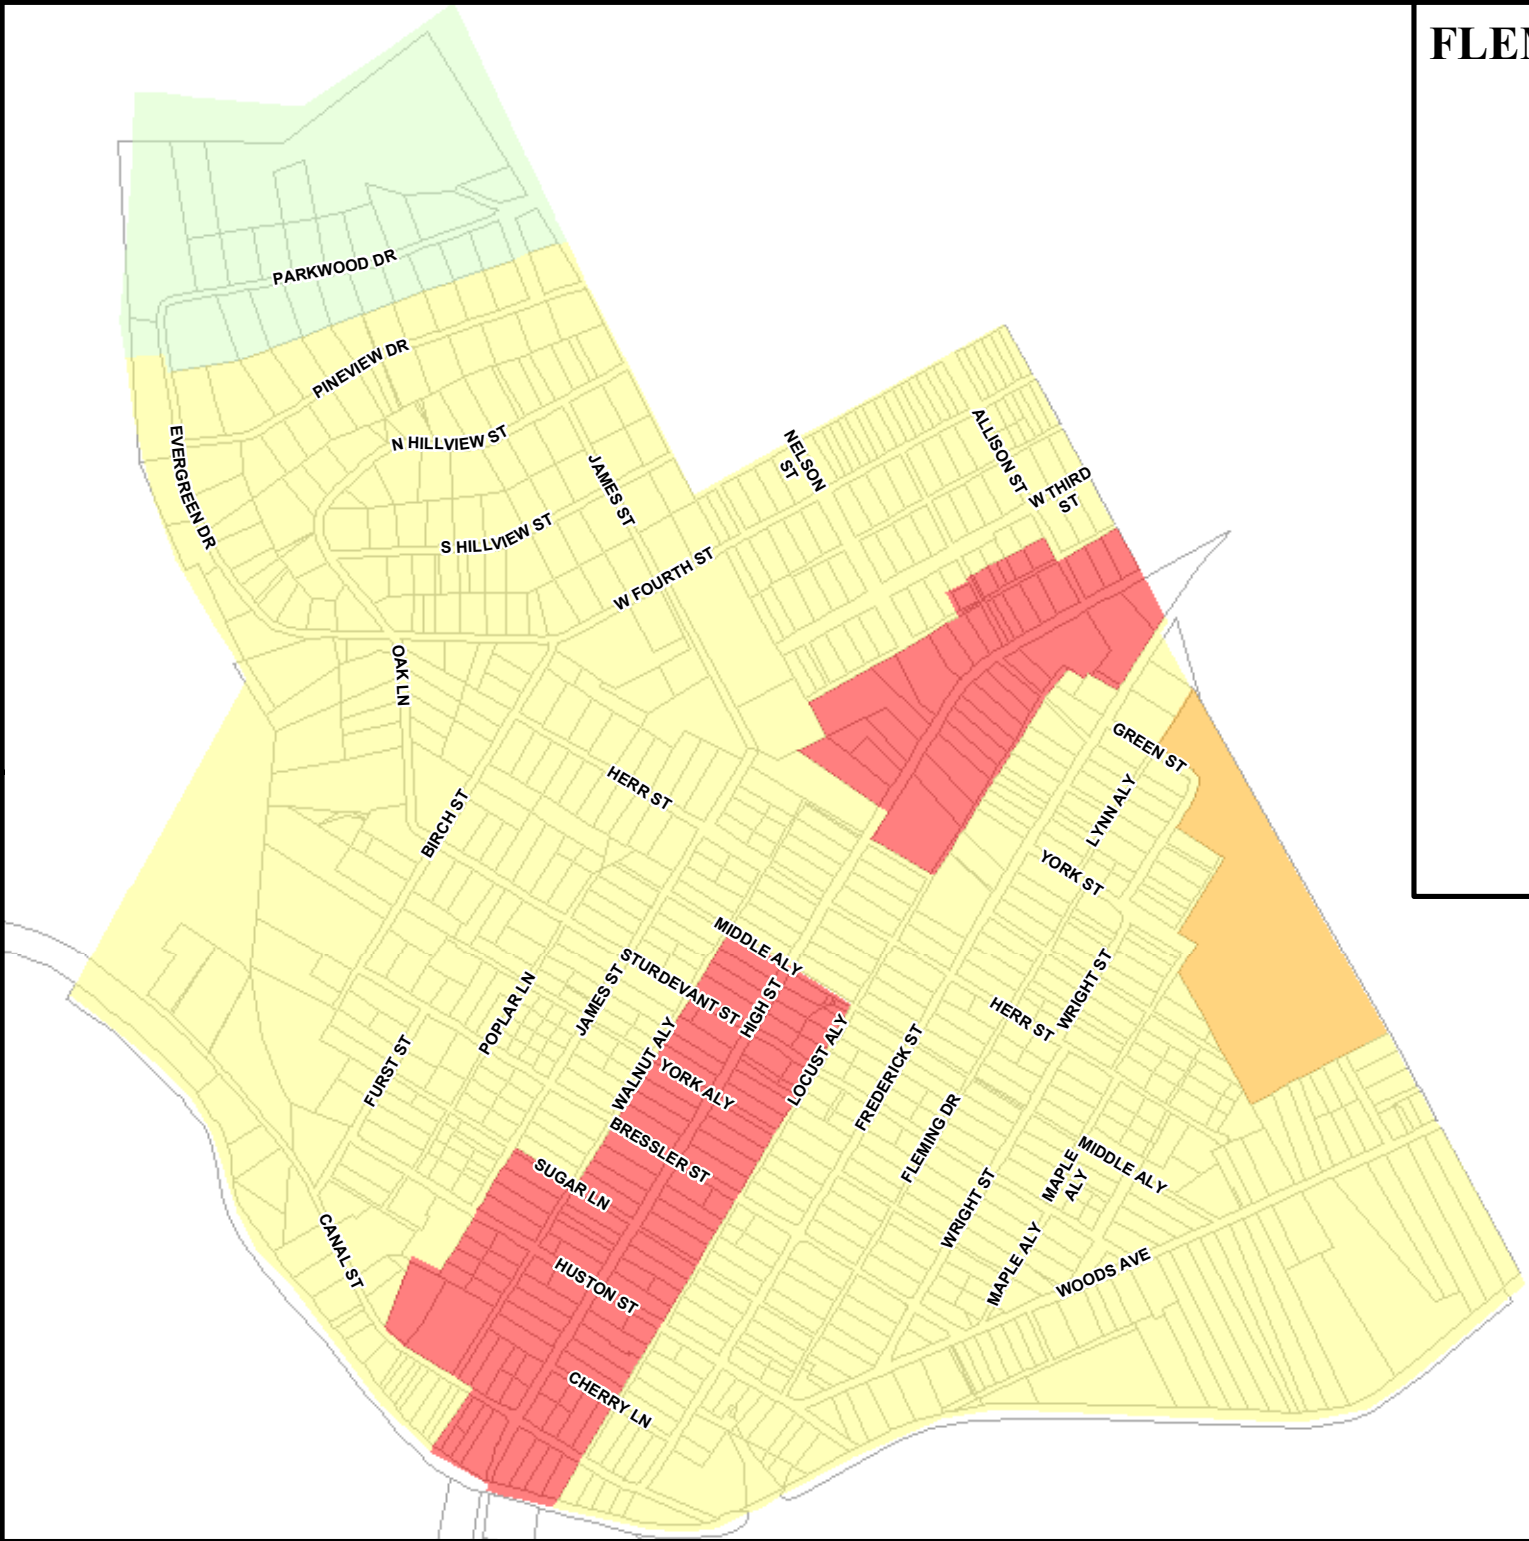 FLEM
PARKWOOD DR
PINEVIEW DR
N HILLVIEW ST
EVERGREEN DR
JAMES ST
S HILLVIEW ST
NELSON
ST
ALLISON ST
W THIRD
ST
W FOURTH ST
OAK LN
GREEN ST
HERR ST
LYNN ALY
BIRCH ST
YORK ST
MIDDLE ALY
STURDEVANT ST
HIGH ST
WRIGHT ST
POPLAR LN
JAMES ST
HERR ST
FURST ST
WALNUT ALY
YORK ALY
LOCUST ALY
FREDERICK ST
BRESSLER ST
FLEMING DR
SUGAR LN
MAPLE
ALY
MIDDLE ALY
WRIGHT ST
CANAL ST
MAPLE ALY
HUSTON ST
WOODS AVE
CHERRY LN